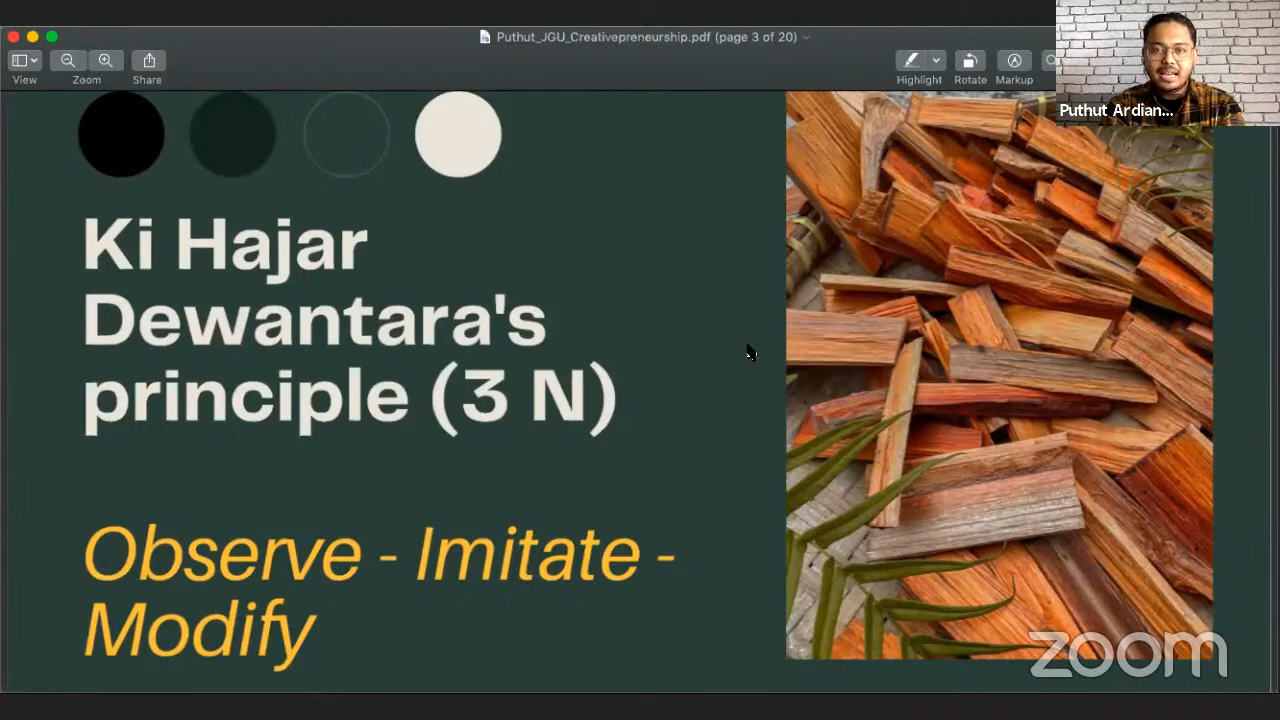 Puthut_JGU_Creativepreneurship.pdf (page 3 of 20)
View
Zoom
Share
Highlight
Rotate
Markup
Puthut Ardian...
Ki Hajar
Dewantara's
principle (3 N)
Observe - Imitate -
Modify
zoom